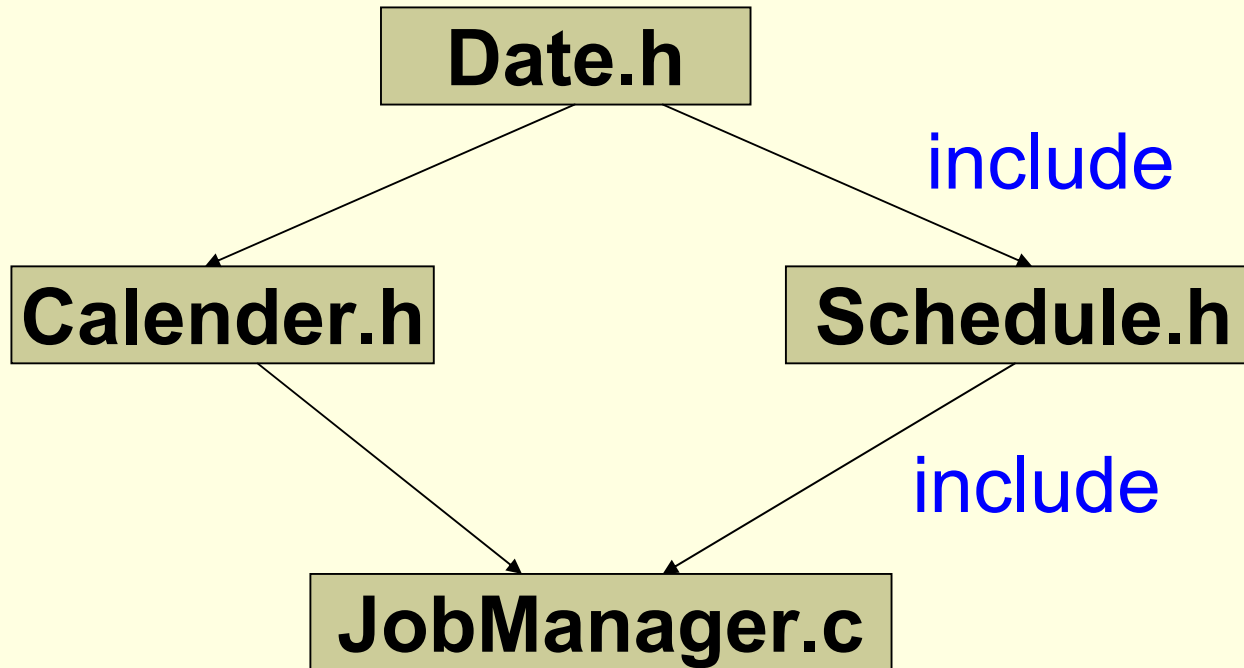 Date.h
include
Calender.h
Schedule.h
include
JobManager.c